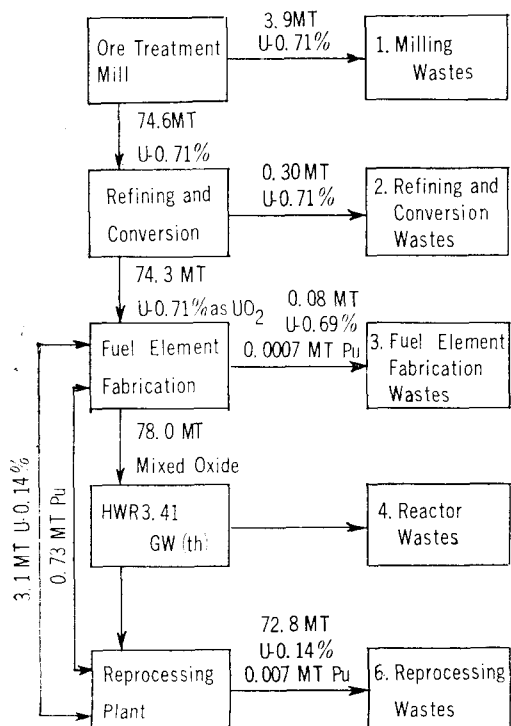 3.9MT
U-0.71%
Ore Treatment
Mill
1. Milling
Wastes
74.6MT
U-0.71%
0.30 MT
U-0.71%
Refining and
Conversion
2. Refining and
Conversion
Wastes
74.3 MT
U-0.71% as UO2
0.08 MT
U-0.69%
0.0007 MT Pu
Fuel Element
Fabrication
3. Fuel Element
Fabrication
Wastes
78.0 MT
Mixed Oxide
3.1 MT U-0.14%
0.73 MT Pu
HWR3.41
GW (th)
4. Reactor
Wastes
72.8 MT
U-0.14%
0.007 MT Pu
Reprocessing
Plant
6. Reprocessing
Wastes